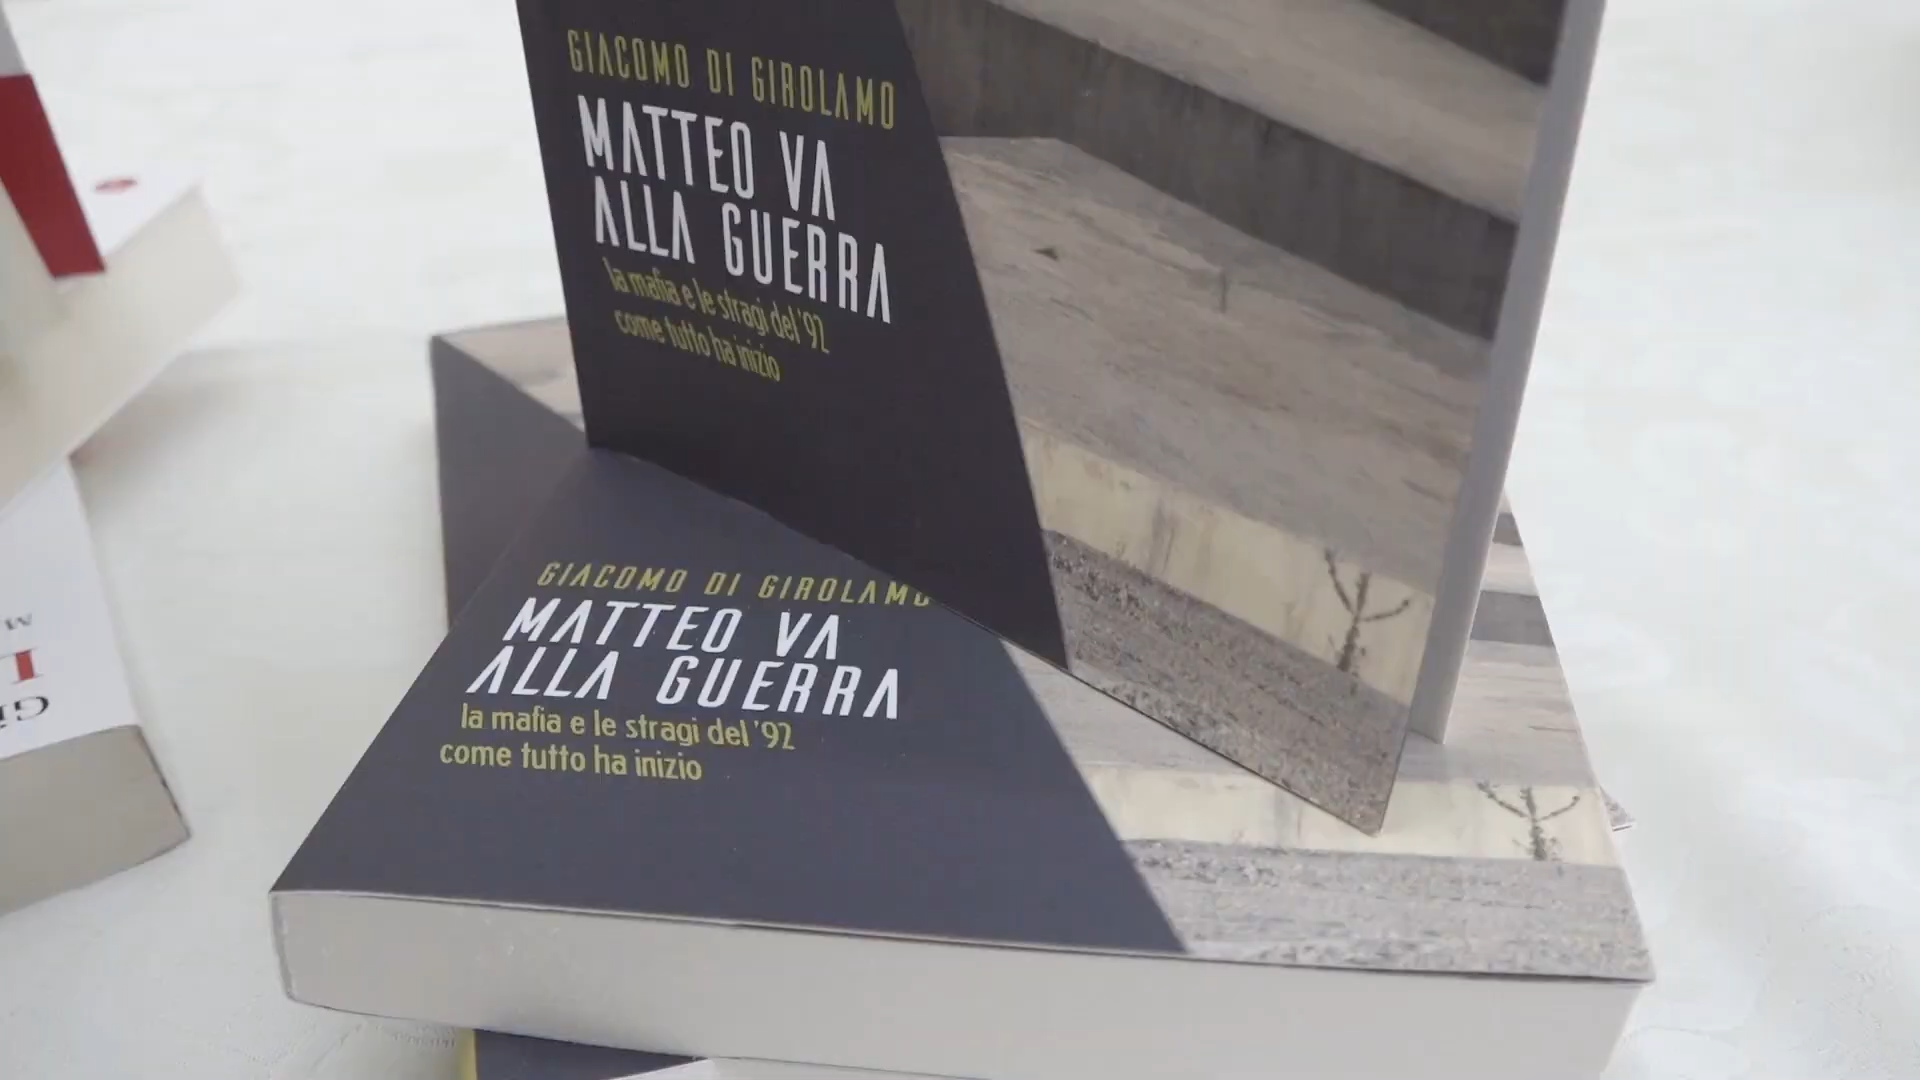 GIACOMO DI GIROLAMO
MATTEO VA
ALLA GUERRA
la mafia e le stragi del '92
come tutto ha inizio
GIACOMO DI GIROLAMO
MATTEO VA
ALLA GUERRA
la mafia e le stragi del '92
come tutto ha inizio